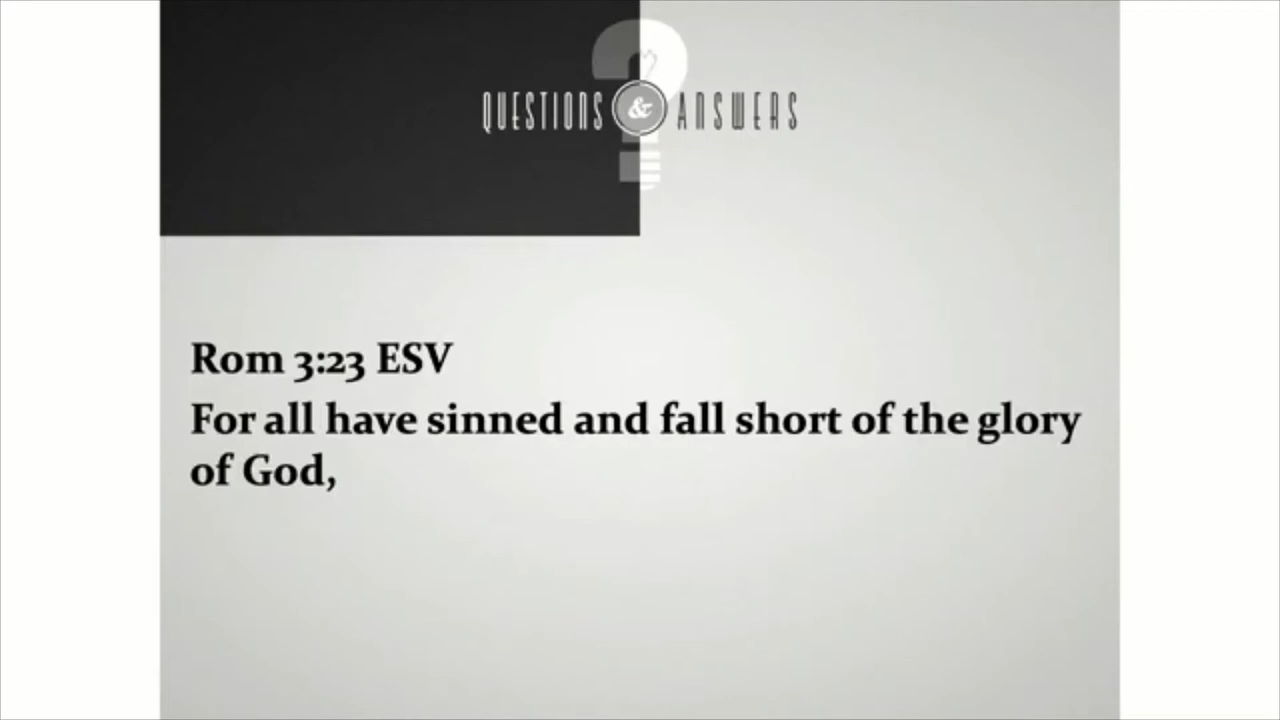 QUESTIONS & ANSWERS
Rom 3:23 ESV
For all have sinned and fall short of the glory
of God,